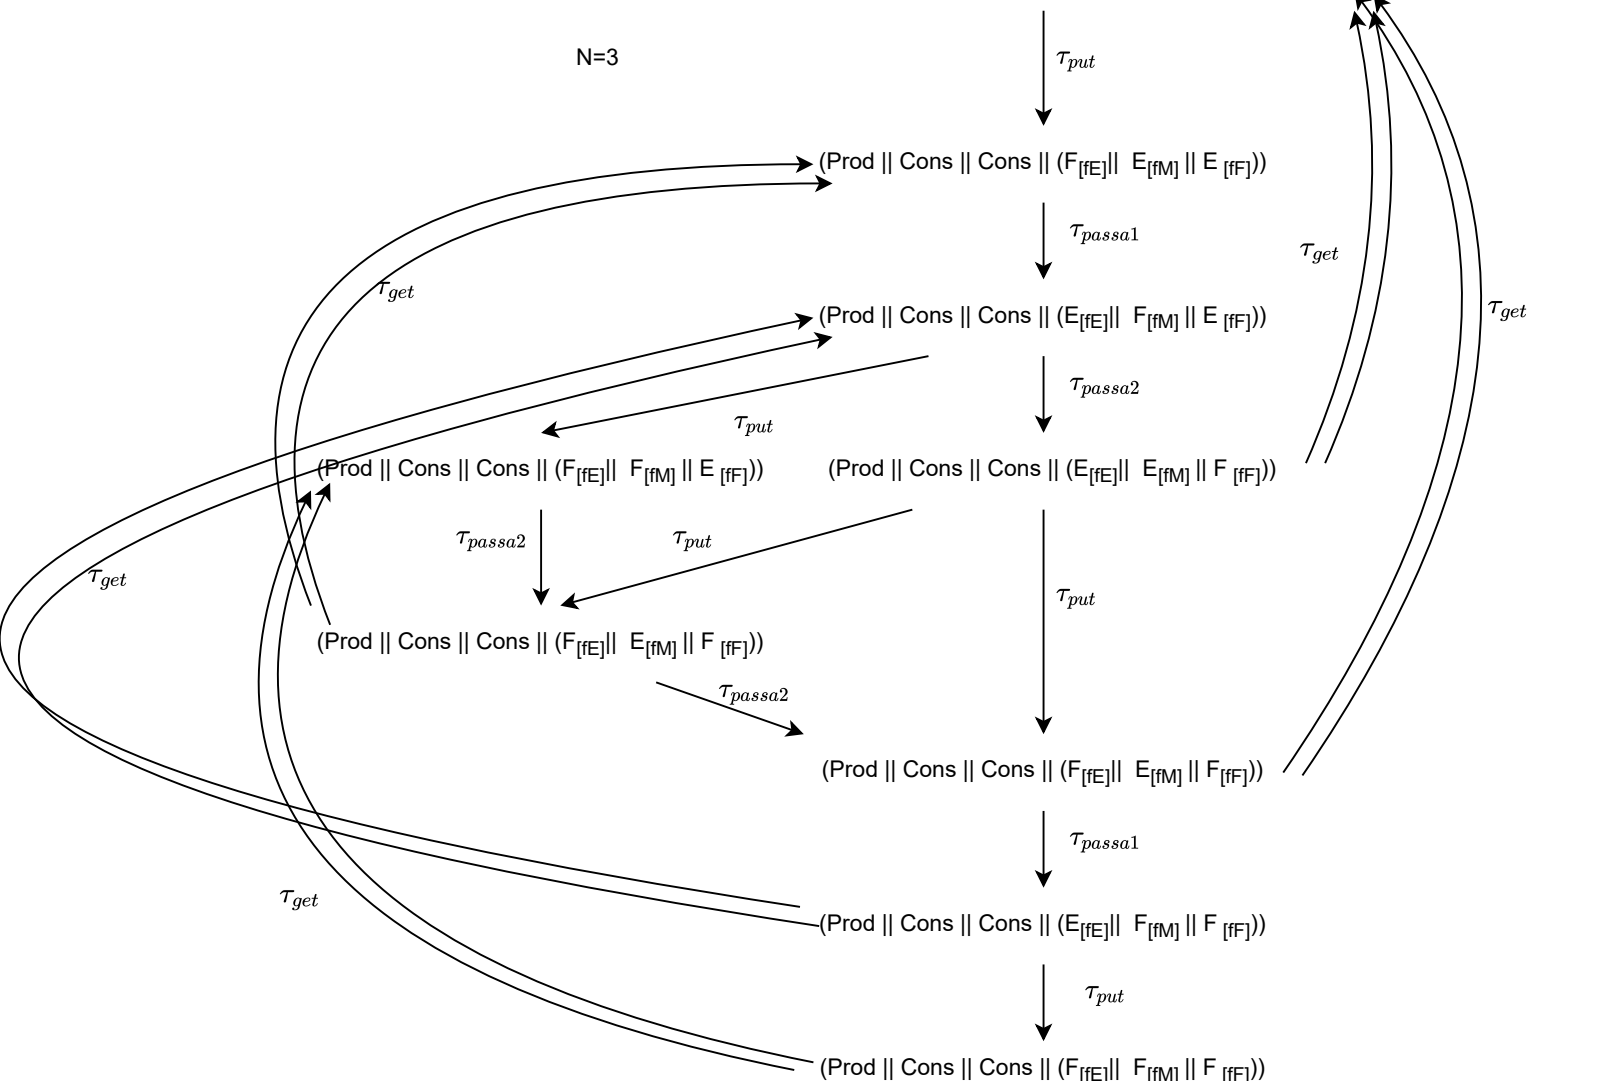 τput
N=3
(Prod || Cons || Cons || (F[fE]|| E[fM] || E [fF]))
τpassa1
τget
τget
τget
(Prod || Cons || Cons || (E[fE]|| F[fM] || E [fF]))
τpassa2
τput
(Prod || Cons || Cons || (F[fE]|| F[fM] || E [fF]))
(Prod || Cons || Cons || (E[fE]|| E[fM] || F [fF]))
τpassa2
τput
τget
τput
(Prod || Cons || Cons || (F[fE]|| E[fM] || F [fF]))
τpassa2
(Prod || Cons || Cons || (F[fE]|| E[fM] || F[fF]))
τpassa1
τget
(Prod || Cons || Cons || (E[fE]|| F[fM] || F [fF]))
τput
(Prod || Cons || Cons || (F[fE]|| F[fM] || F [fF]))